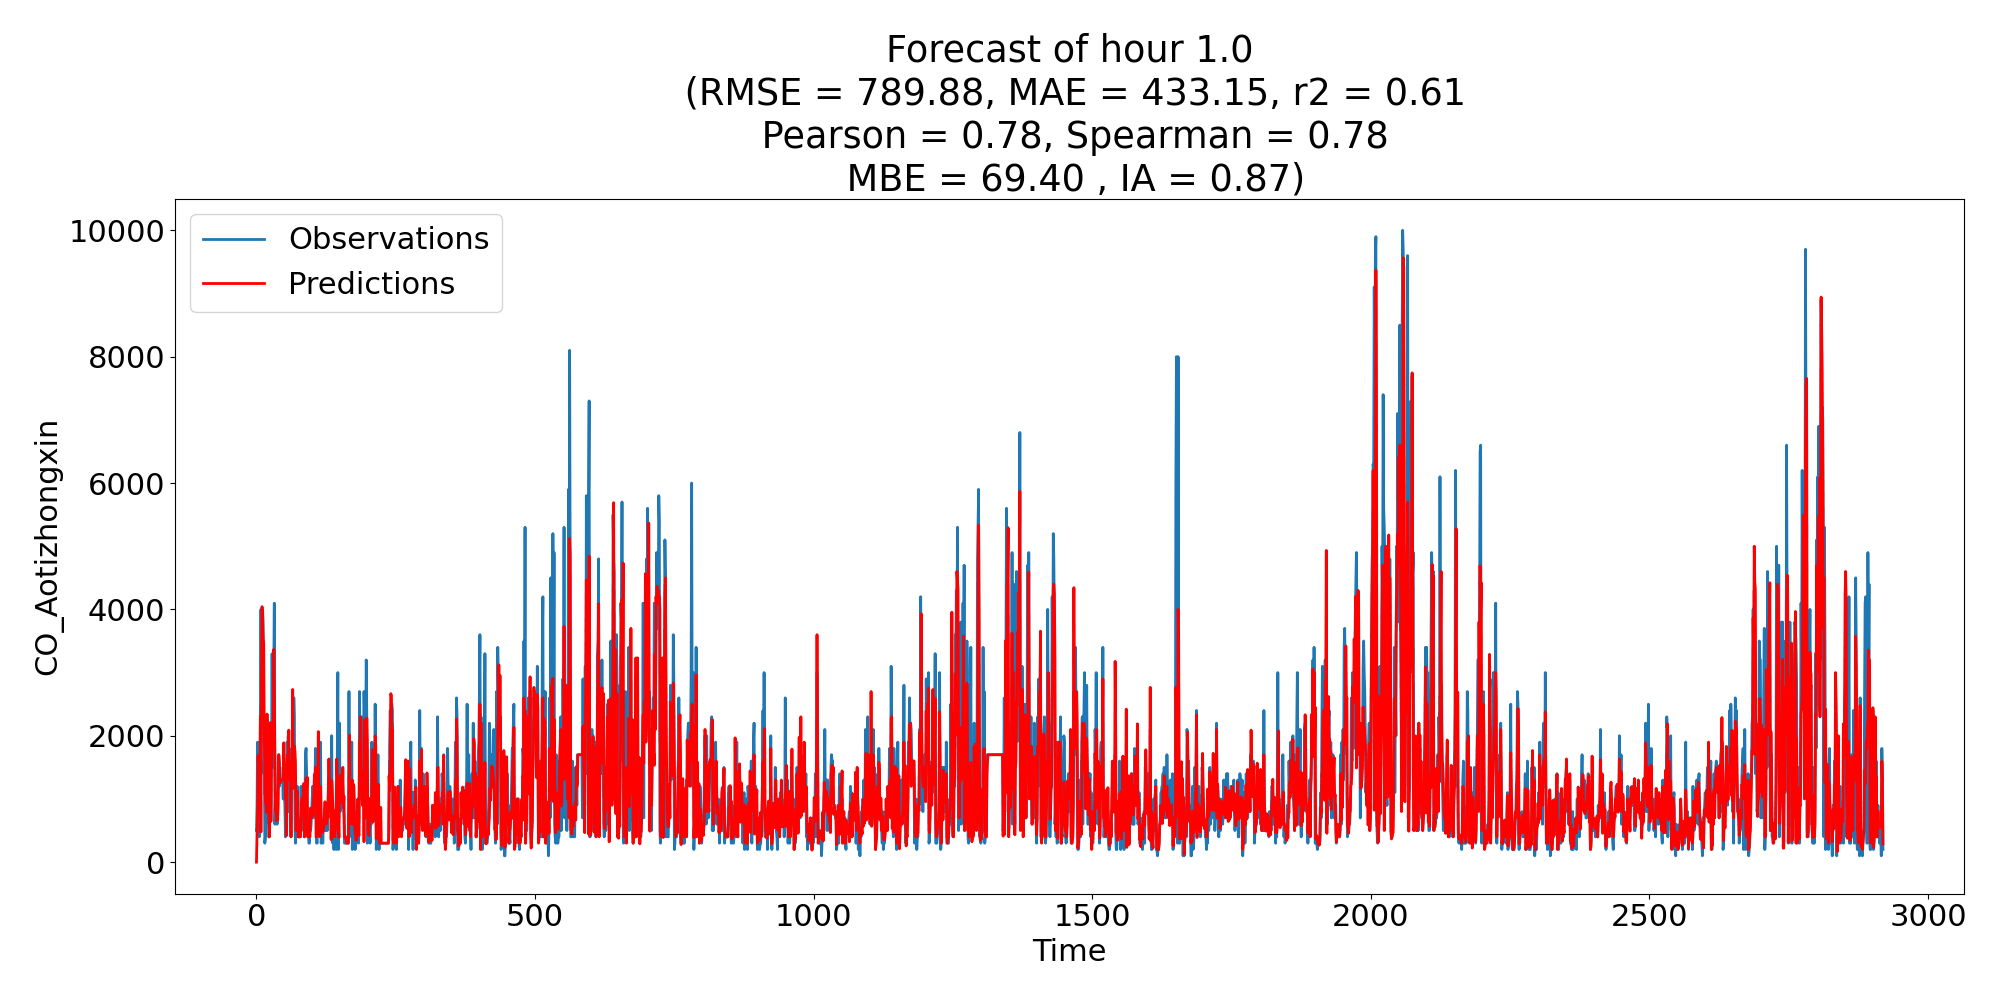 Forecast of hour 1.0
(RMSE = 789.88, MAE = 433.15, r2 = 0.61
Pearson = 0.78, Spearman = 0.78
MBE = 69.40 , IA = 0.87)
Observations
Predictions
CO_Aotizhongxin
10000
8000
6000
4000
2000
0
0 500 1000 1500 2000 2500 3000
Time